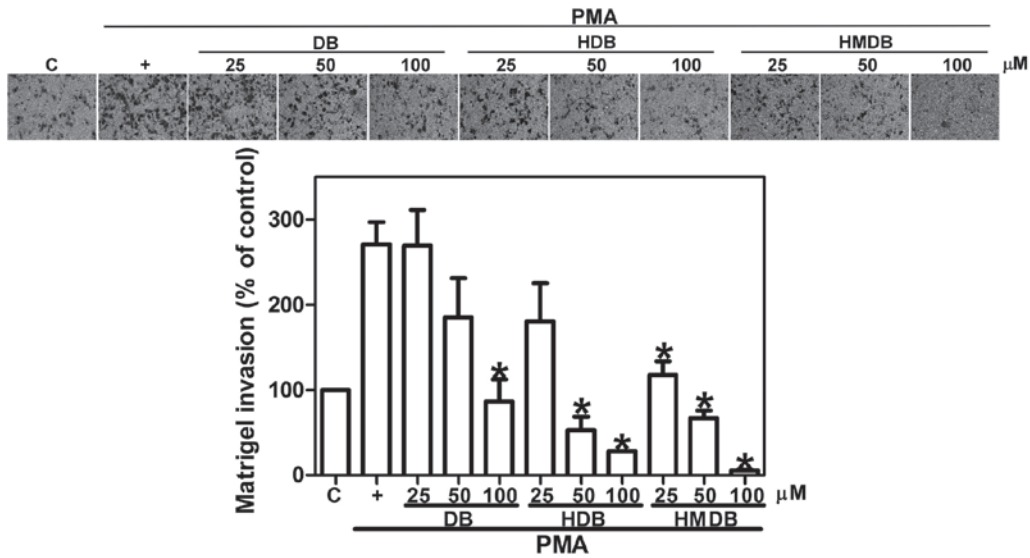 PMA
DB HDB HMDB
C + 25 50 100 25 50 100 25 50 100 μM
Matrigel invasion (% of control)
300
200
100
0
* * * * * *
C + 25 50 100 25 50 100 25 50 100 μM
DB HDB HMDB
PMA